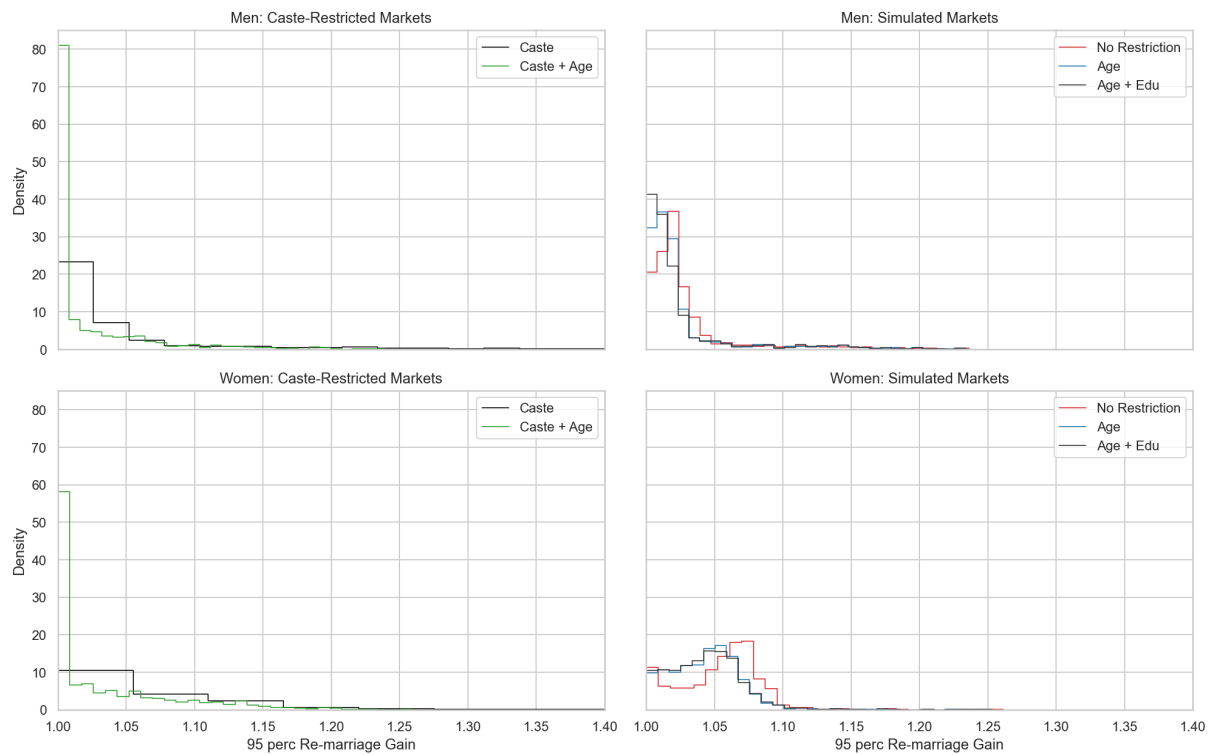 Men: Caste-Restricted Markets
Caste
Caste + Age
80
70
60
50
40
30
20
10
0
Density
Men: Simulated Markets
No Restriction
Age
Age + Edu
Women: Caste-Restricted Markets
Caste
Caste + Age
80
70
60
50
40
30
20
10
0
Density
1.00 1.05 1.10 1.15 1.20 1.25 1.30 1.35 1.40
95 perc Re-marriage Gain
Women: Simulated Markets
No Restriction
Age
Age + Edu
1.00 1.05 1.10 1.15 1.20 1.25 1.30 1.35 1.40
95 perc Re-marriage Gain